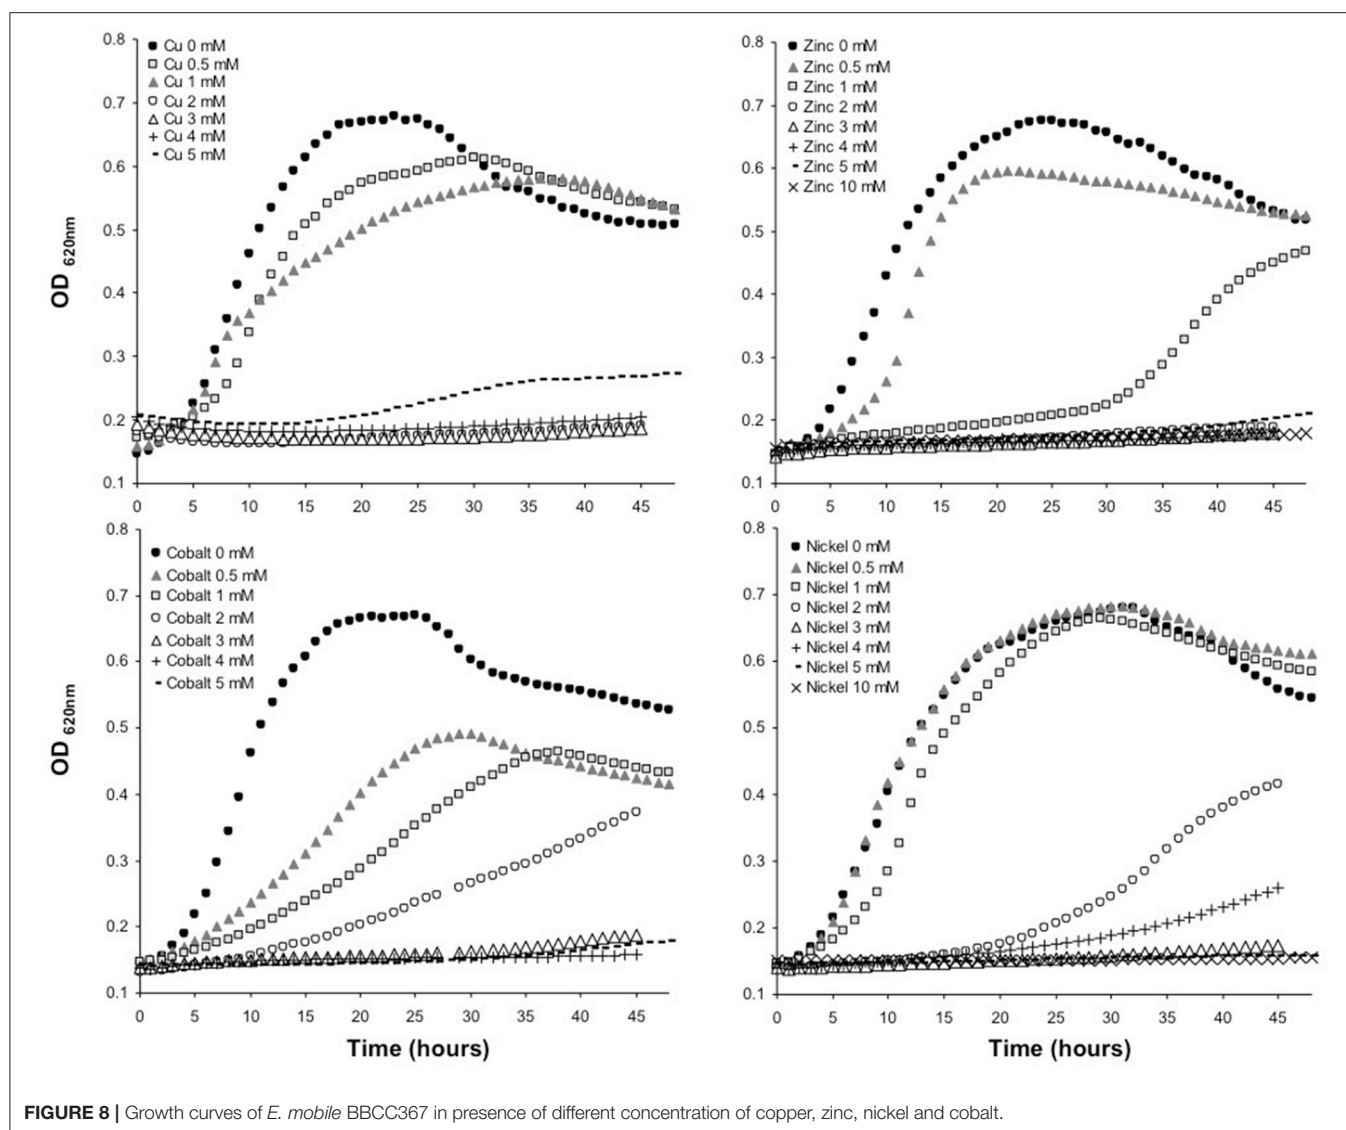 0.8
0.7
0.6
0.5
0.4
0.3
0.2
0.1
OD 620nm
Cu 0 mM
Cu 0.5 mM
Cu 1 mM
Cu 2 mM
Cu 3 mM
Cu 4 mM
Cu 5 mM
0 5 10 15 20 25 30 35 40 45
0.8
0.7
0.6
0.5
0.4
0.3
0.2
0.1
Zinc 0 mM
Zinc 0.5 mM
Zinc 1 mM
Zinc 2 mM
Zinc 3 mM
Zinc 4 mM
Zinc 5 mM
Zinc 10 mM
0 5 10 15 20 25 30 35 40 45
0.8
0.7
0.6
0.5
0.4
0.3
0.2
0.1
OD 620nm
Cobalt 0 mM
Cobalt 0.5 mM
Cobalt 1 mM
Cobalt 2 mM
Cobalt 3 mM
Cobalt 4 mM
Cobalt 5 mM
0 5 10 15 20 25 30 35 40 45
Time (hours)
0.8
0.7
0.6
0.5
0.4
0.3
0.2
0.1
Nickel 0 mM
Nickel 0.5 mM
Nickel 1 mM
Nickel 2 mM
Nickel 3 mM
Nickel 4 mM
Nickel 5 mM
Nickel 10 mM
0 5 10 15 20 25 30 35 40 45
Time (hours)
FIGURE 8 | Growth curves of E. mobile BBCC367 in presence of different concentration of copper, zinc, nickel and cobalt.